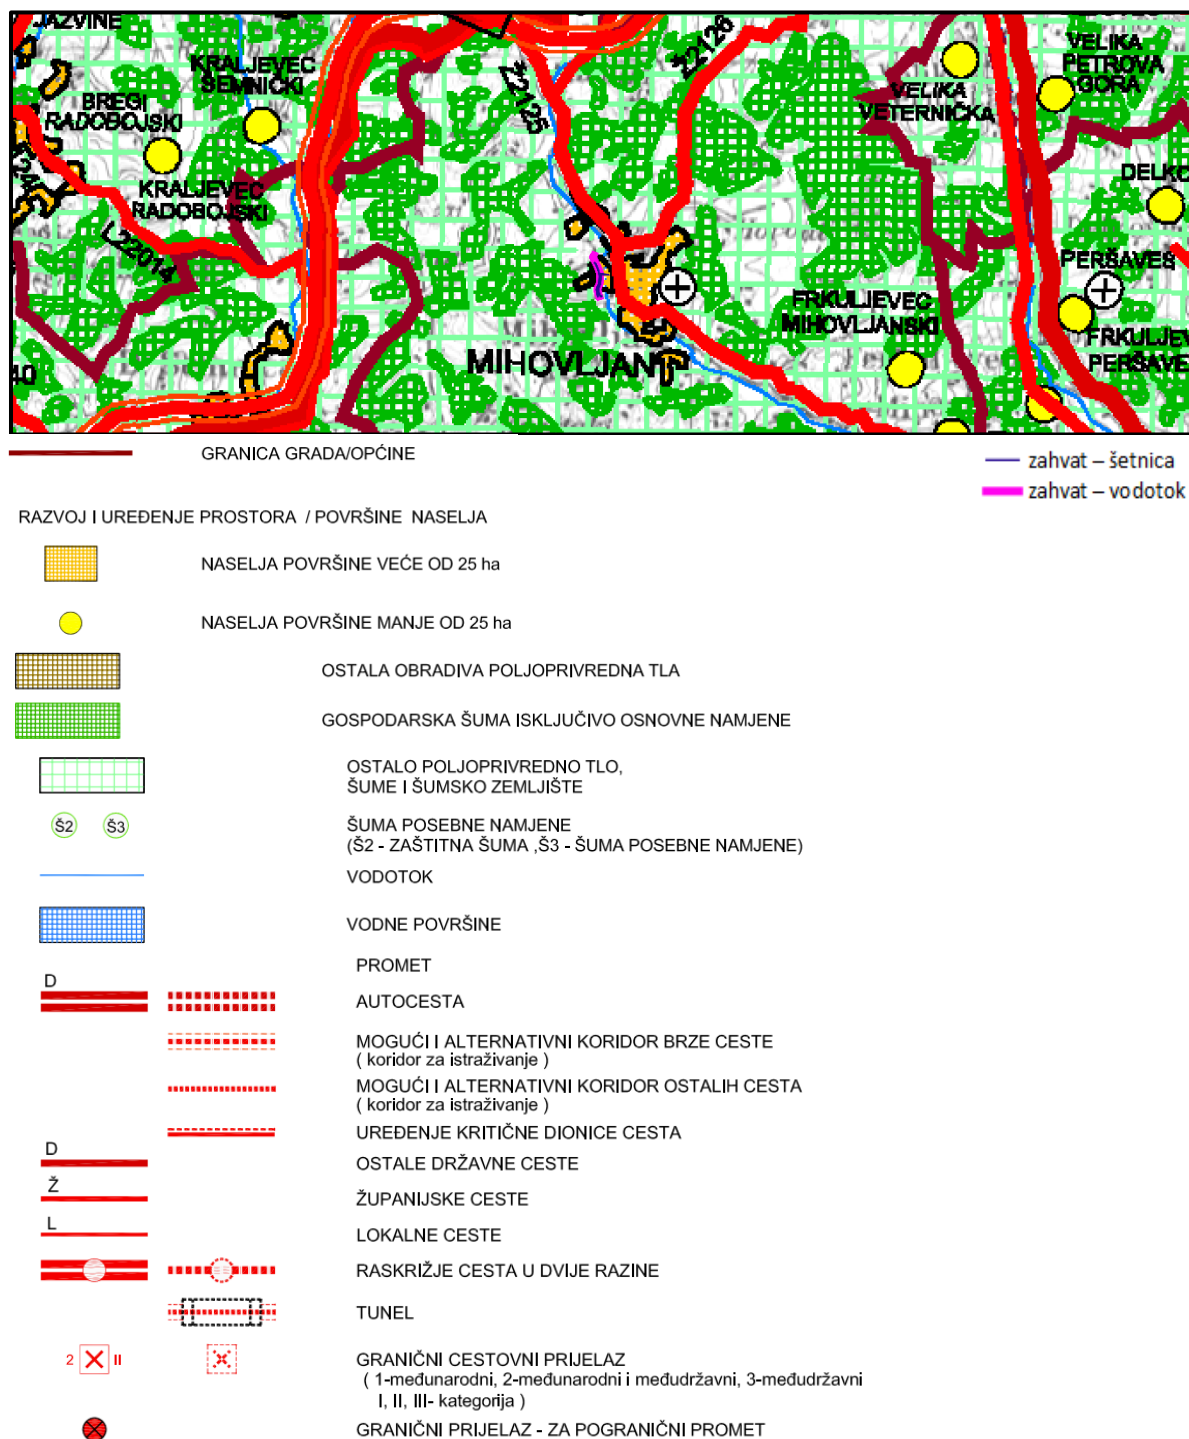 JAZVINE
KRALJEVEC
ŠEMNIČKI
BREGI
RADOBOJSKI
KRALJEVEC
RADOBOJSKI
L22014
Ž2125
Ž2126
VELIKA
PETROVA
GORA
VELIKA
VETERNIČKA
PERŠAVES
FRKULJEVEC
MIHOVLJANSKI
MIHOVLJAN
40
GRANICA GRADA/OPĆINE
zahvat – šetnica
zahvat – vodotok
RAZVOJ I UREĐENJE PROSTORA / POVRŠINE NASELJA
NASELJA POVRŠINE VEĆE OD 25 ha
NASELJA POVRŠINE MANJE OD 25 ha
OSTALA OBRADIVA POLJOPRIVREDNA TLA
GOSPODARSKA ŠUMA ISKLJUČIVO OSNOVNE NAMJENE
OSTALO POLJOPRIVREDNO TLO,
ŠUME I ŠUMSKO ZEMLJIŠTE
Š2 Š3 ŠUMA POSEBNE NAMJENE
(Š2 - ZAŠTITNA ŠUMA ,Š3 - ŠUMA POSEBNE NAMJENE)
VODOTOK
VODNE POVRŠINE
PROMET
D
AUTOCESTA
MOGUĆI I ALTERNATIVNI KORIDOR BRZE CESTE
( koridor za istraživanje )
MOGUĆI I ALTERNATIVNI KORIDOR OSTALIH CESTA
( koridor za istraživanje )
UREĐENJE KRITIČNE DIONICE CESTA
D
OSTALE DRŽAVNE CESTE
Ž
ŽUPANIJSKE CESTE
L
LOKALNE CESTE
RASKRIŽJE CESTA U DVIJE RAZINE
TUNEL
2 II GRANIČNI CESTOVNI PRIJELAZ
( 1-međunarodni, 2-međunarodni i međudržavni, 3-međudržavni
I, II, III- kategorija )
GRANIČNI PRIJELAZ - ZA POGRANIČNI PROMET